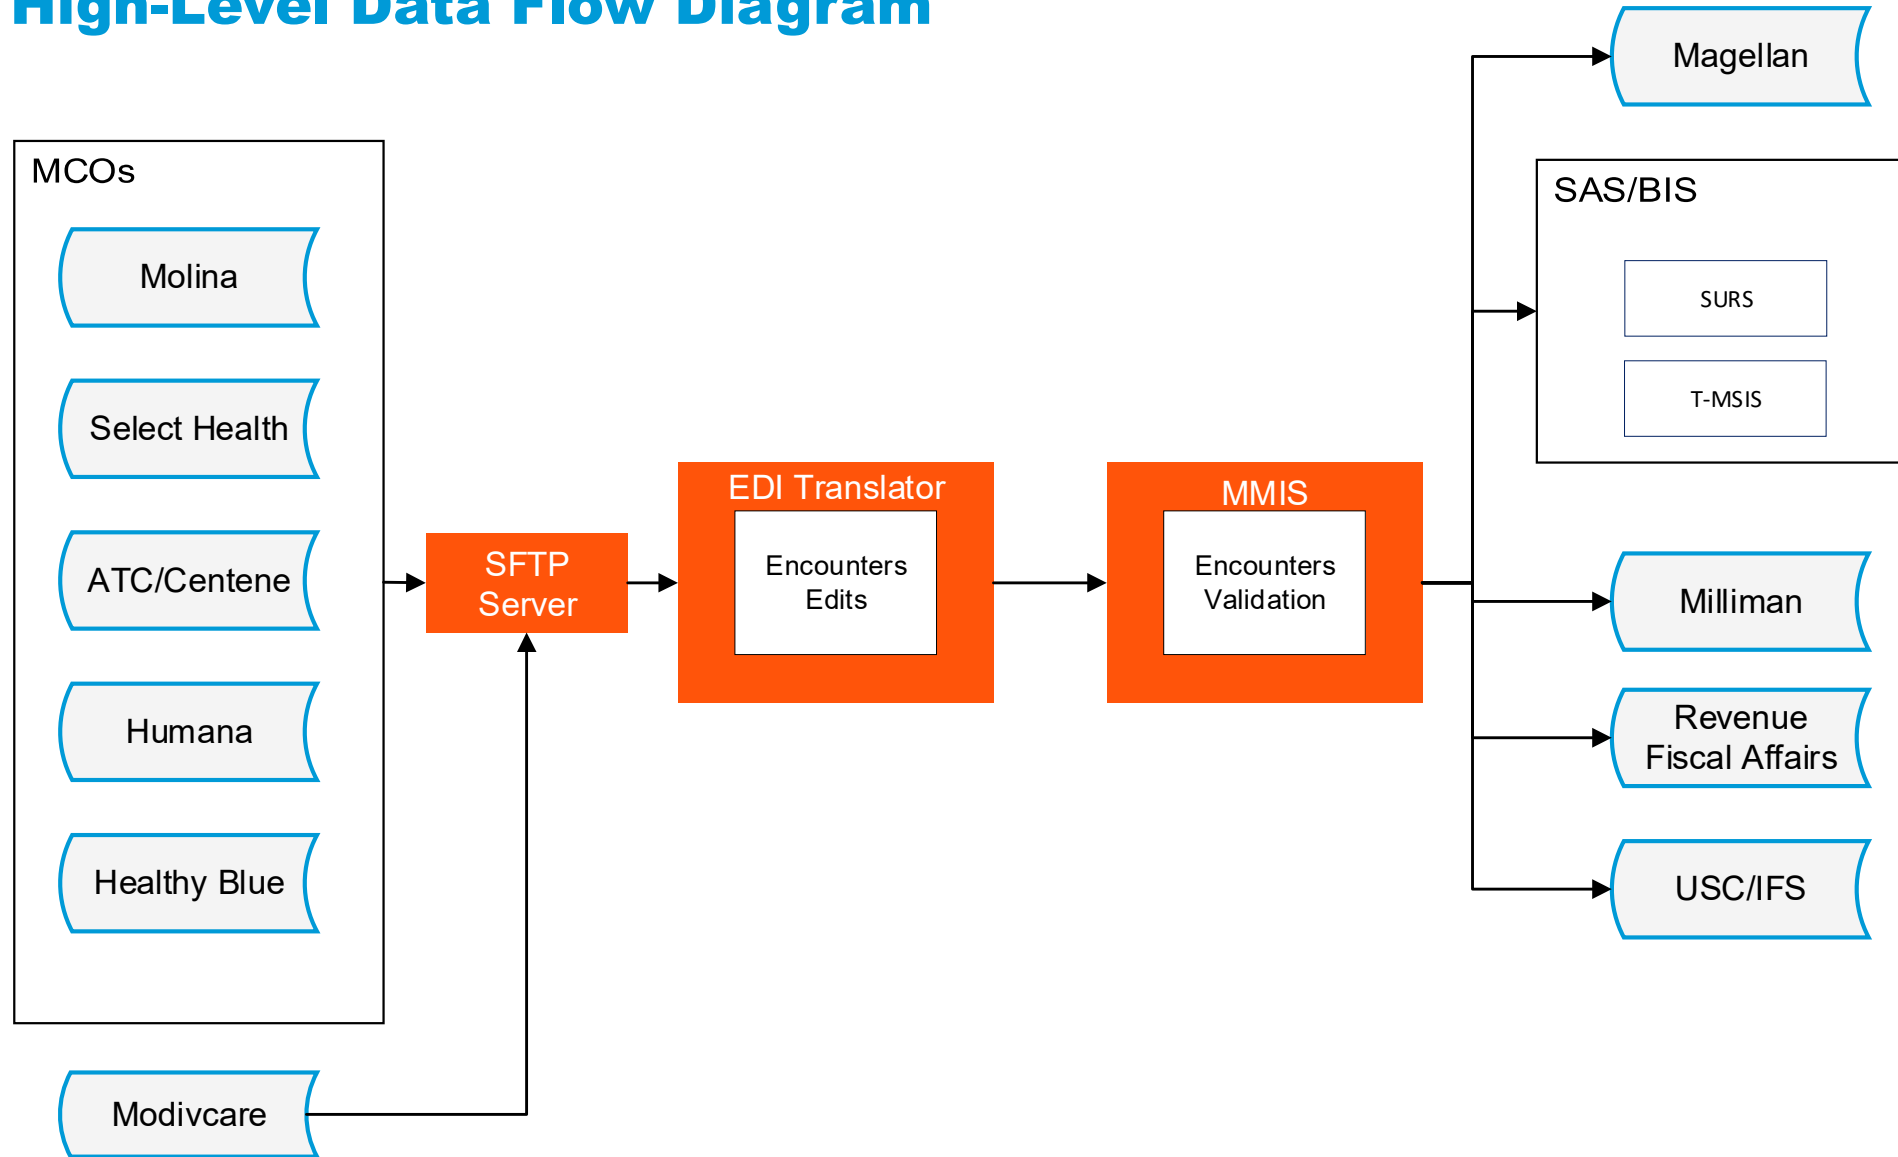 High-Level Data Flow Diagram
Magellan
MCOs
SAS/BIS
Molina
SURS
T-MSIS
Select Health
EDI Translator
MMIS
SFTP
Server
Encounters
Edits
Encounters
Validation
ATC/Centene
Milliman
Humana
Revenue
Fiscal Affairs
Healthy Blue
USC/IFS
Modivcare